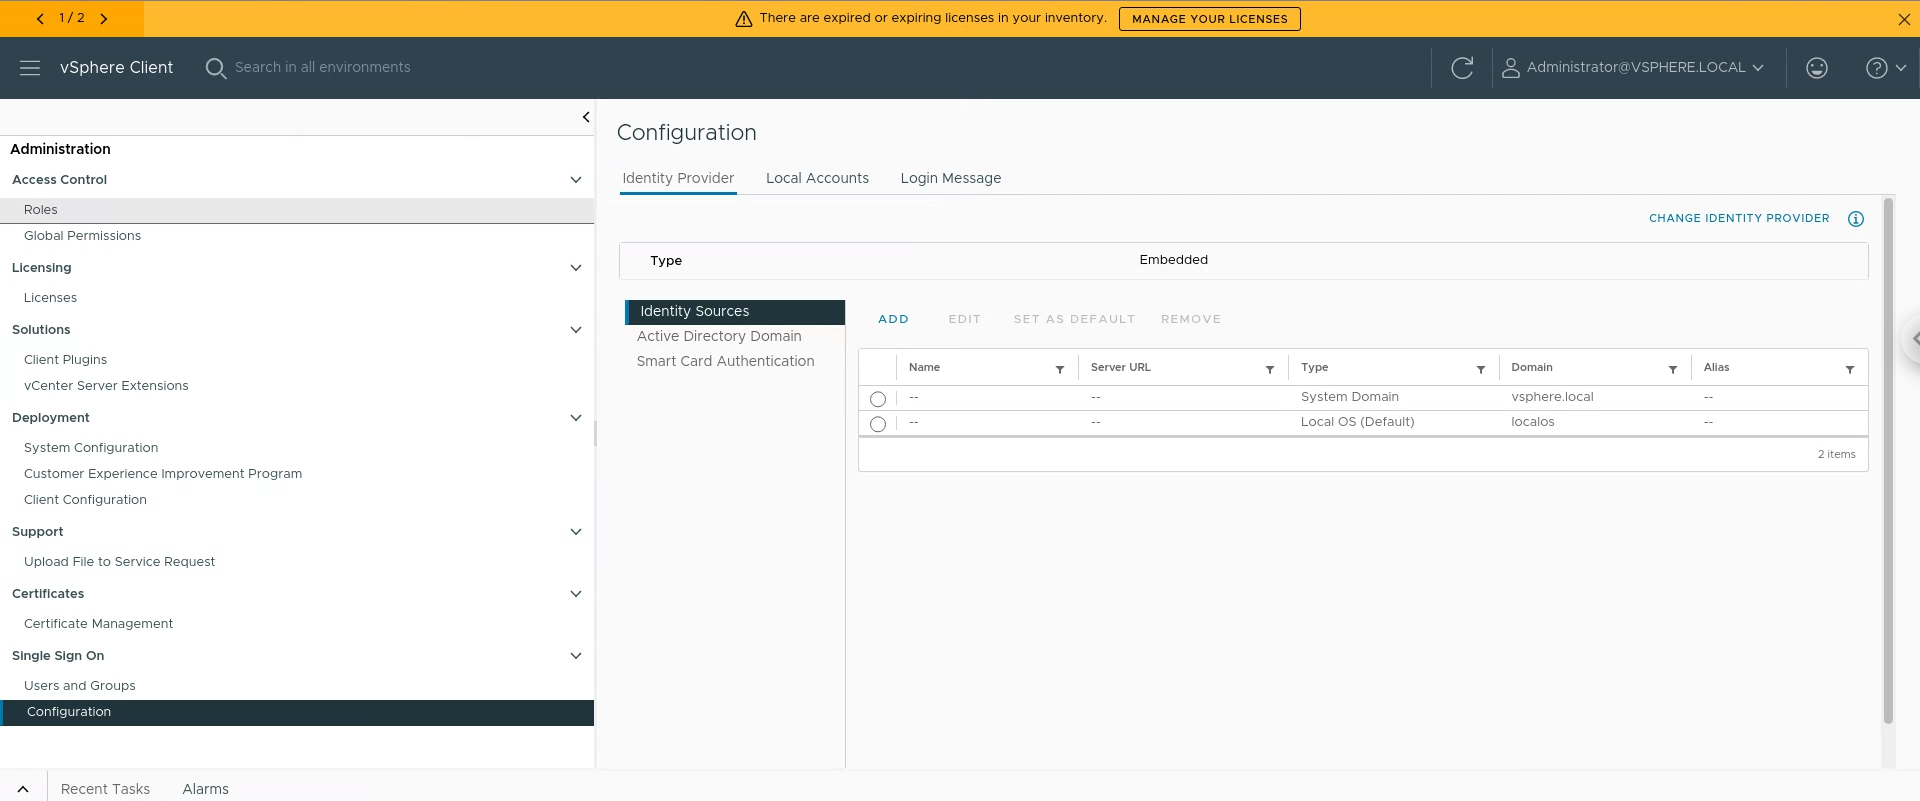 1 / 2
There are expired or expiring licenses in your inventory.
MANAGE YOUR LICENSES
vSphere Client
Search in all environments
Administrator@VSPHERE.LOCAL
Administration
Access Control
Roles
Global Permissions
Licensing
Licenses
Solutions
Client Plugins
vCenter Server Extensions
Deployment
System Configuration
Customer Experience Improvement Program
Client Configuration
Support
Upload File to Service Request
Certificates
Certificate Management
Single Sign On
Users and Groups
Configuration
Configuration
Identity Provider Local Accounts Login Message
CHANGE IDENTITY PROVIDER
Type Embedded
Identity Sources
Active Directory Domain
Smart Card Authentication
ADD EDIT SET AS DEFAULT REMOVE
Name Server URL Type Domain Alias
-- -- System Domain vsphere.local --
-- -- Local OS (Default) localos --
2 items
Recent Tasks Alarms